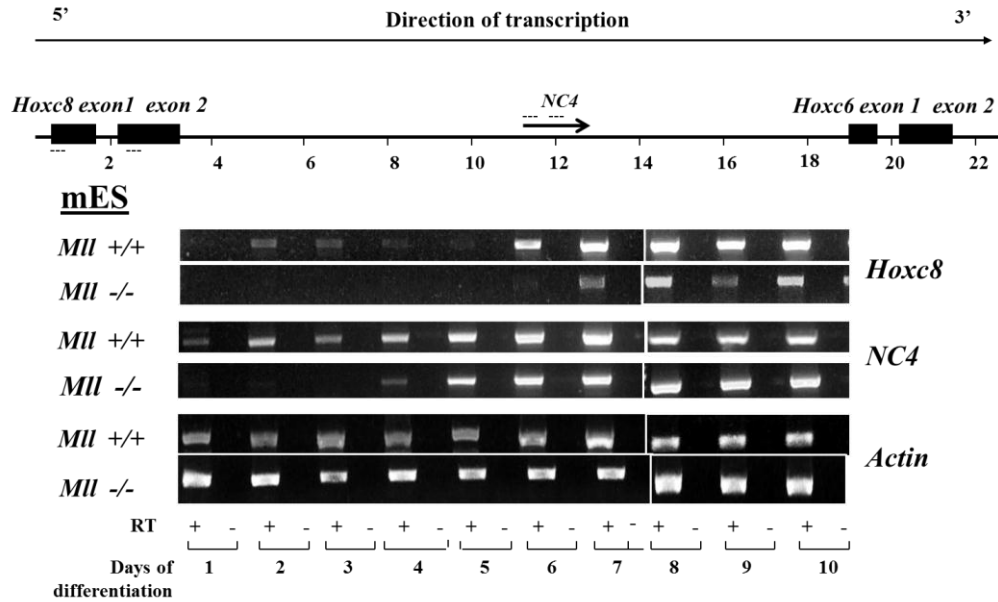 5’ Direction of transcription 3’
Hoxc8 exon1 exon 2 NC4 Hoxc6 exon 1 exon 2
2 4 6 8 10 12 14 16 18 20 22
mES
Mll +/+
Mll -/-
Hoxc8
Mll +/+
Mll -/-
NC4
Mll +/+
Mll -/-
Actin
RT + - + - + - + - + - + - + - + - + - + -
Days of 1 2 3 4 5 6 7 8 9 10
differentiation